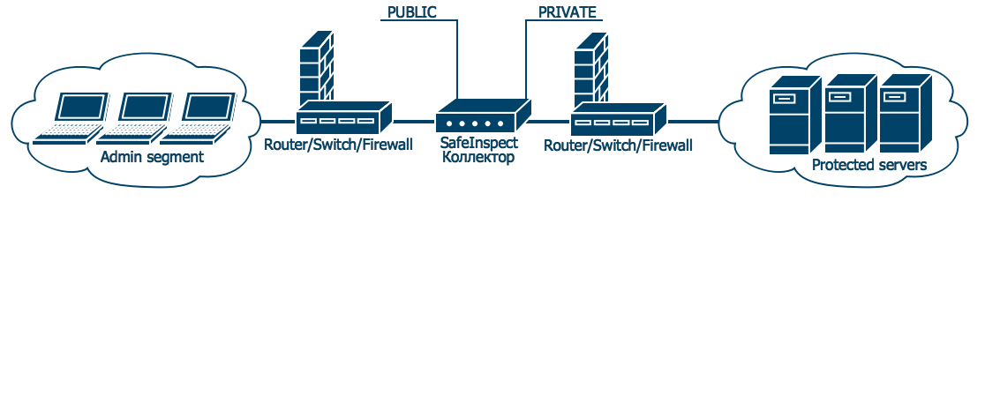 PUBLIC
PRIVATE
Router/Switch/Firewall
SafeInspect
Коллектор
Router/Switch/Firewall
Admin segment
Protected servers